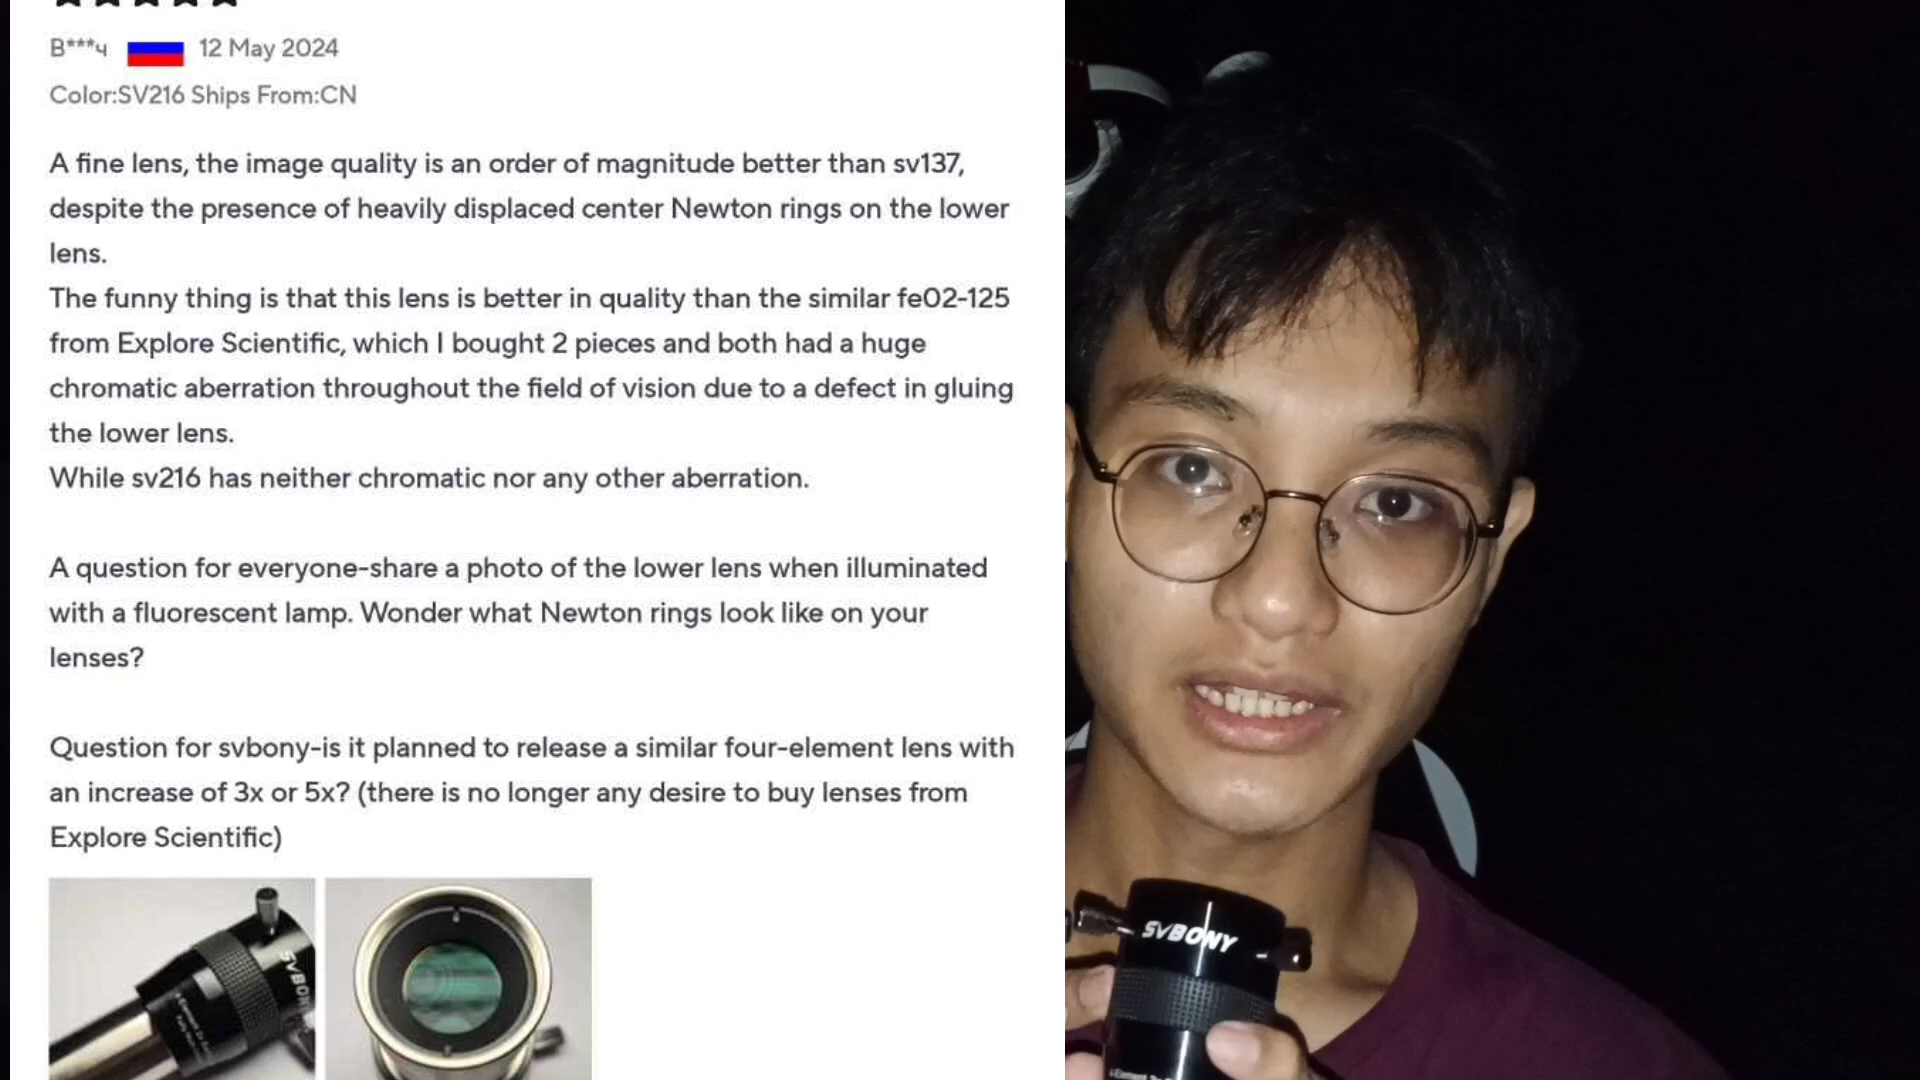 B***ч 12 May 2024
Color:SV216 Ships From:CN
A fine lens, the image quality is an order of magnitude better than sv137,
despite the presence of heavily displaced center Newton rings on the lower
lens.
The funny thing is that this lens is better in quality than the similar fe02-125
from Explore Scientific, which I bought 2 pieces and both had a huge
chromatic aberration throughout the field of vision due to a defect in gluing
the lower lens.
While sv216 has neither chromatic nor any other aberration.
A question for everyone-share a photo of the lower lens when illuminated
with a fluorescent lamp. Wonder what Newton rings look like on your
lenses?
Question for svbony-is it planned to release a similar four-element lens with
an increase of 3x or 5x? (there is no longer any desire to buy lenses from
Explore Scientific)
SVBONY